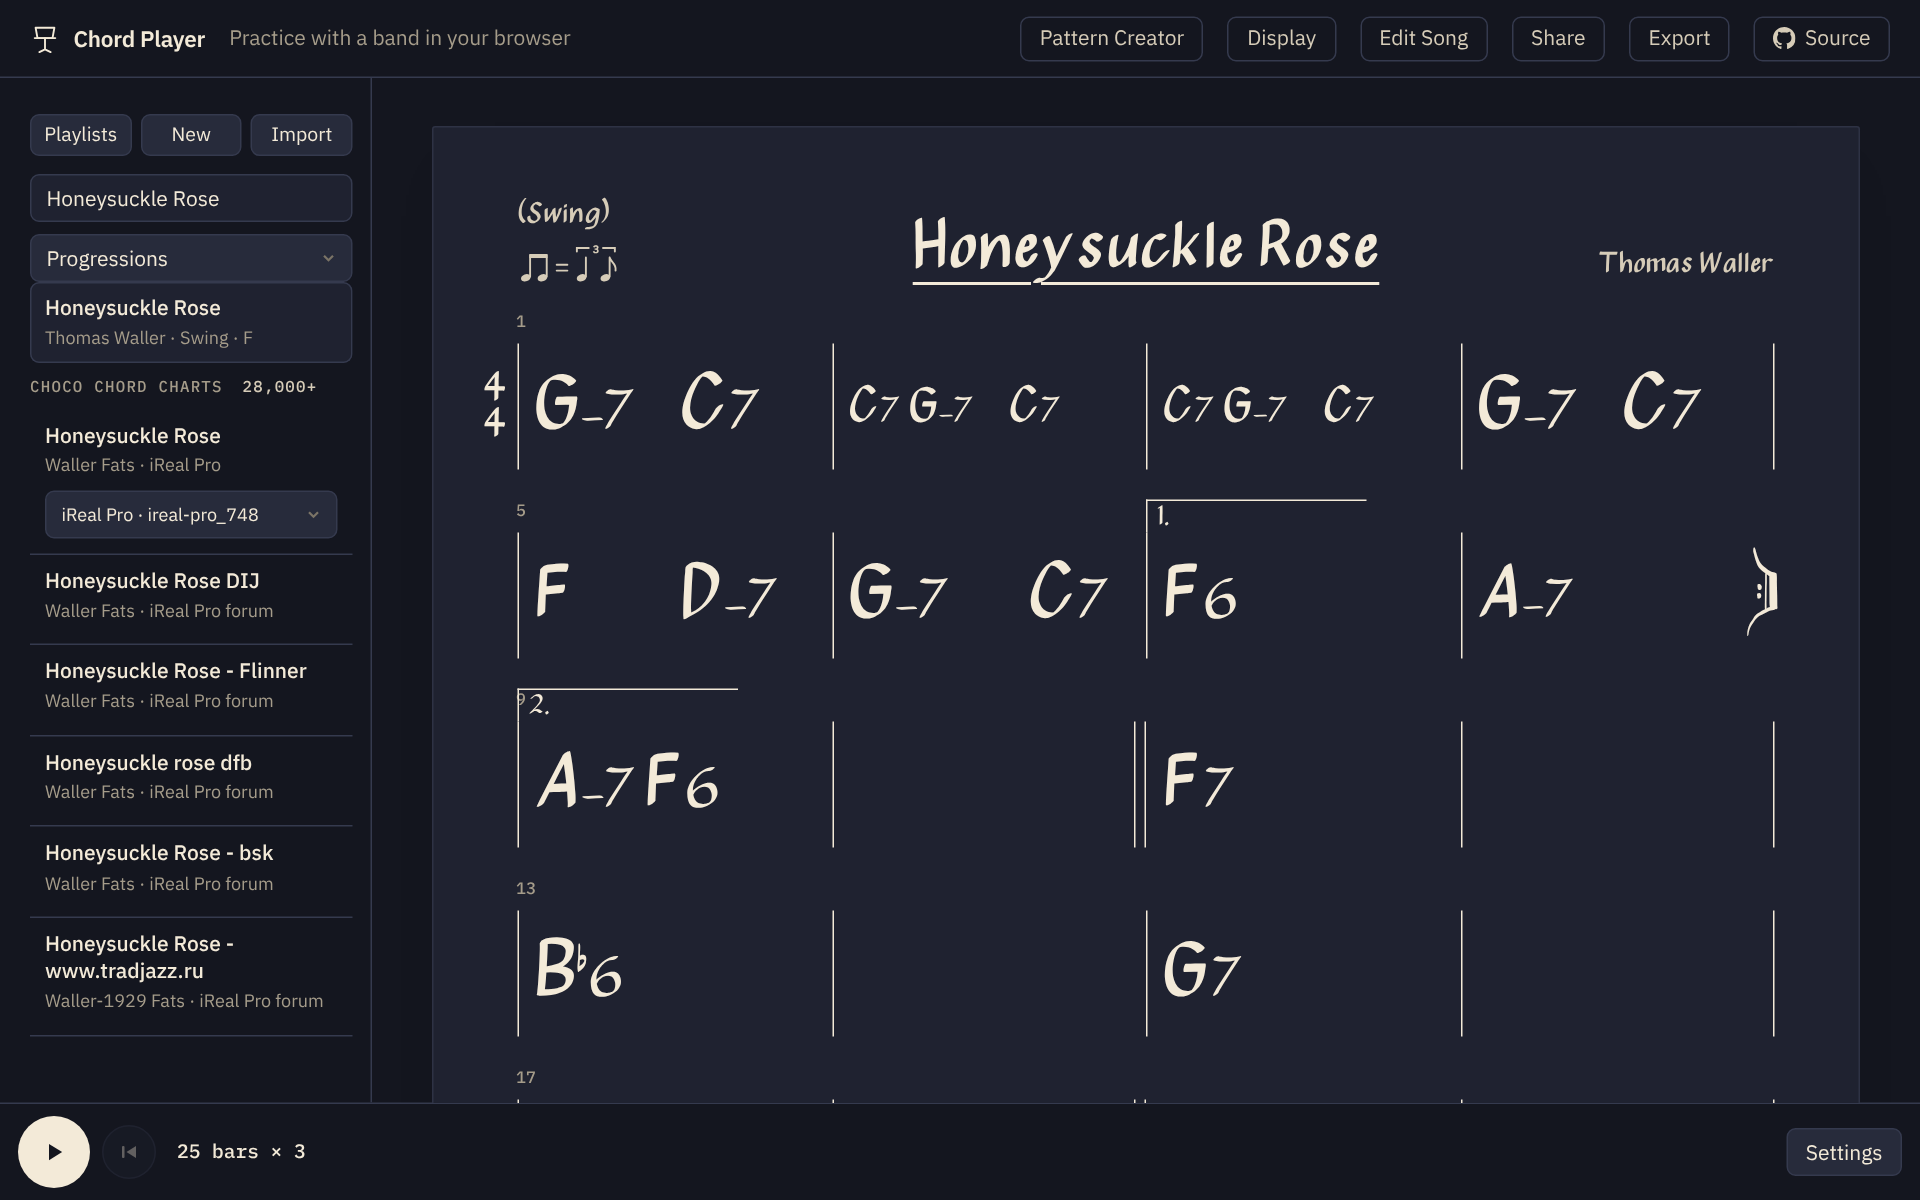 Chord Player Practice with a band in your browser Pattern Creator Display Edit Song Share Export Source
Playlists New Import
Honeysuckle Rose
Progressions
Honeysuckle Rose
Thomas Waller · Swing · F
CHOCO CHORD CHARTS 28,000+
Honeysuckle Rose
Waller Fats · iReal Pro
iReal Pro · ireal-pro_748
Honeysuckle Rose DIJ
Waller Fats · iReal Pro forum
Honeysuckle Rose - Flinner
Waller Fats · iReal Pro forum
Honeysuckle rose dfb
Waller Fats · iReal Pro forum
Honeysuckle Rose - bsk
Waller Fats · iReal Pro forum
Honeysuckle Rose -
www.tradjazz.ru
Waller-1929 Fats · iReal Pro forum
(Swing)
♫=♩3♪
Honeysuckle Rose
Thomas Waller
1
4
4
G-7 C7 C7 G-7 C7 C7 G-7 C7 G-7 C7
5
1.
F D-7 G-7 C7 F6 A-7
9 2.
A-7 F6 F7
13
B♭6 G7
17
25 bars × 3 Settings